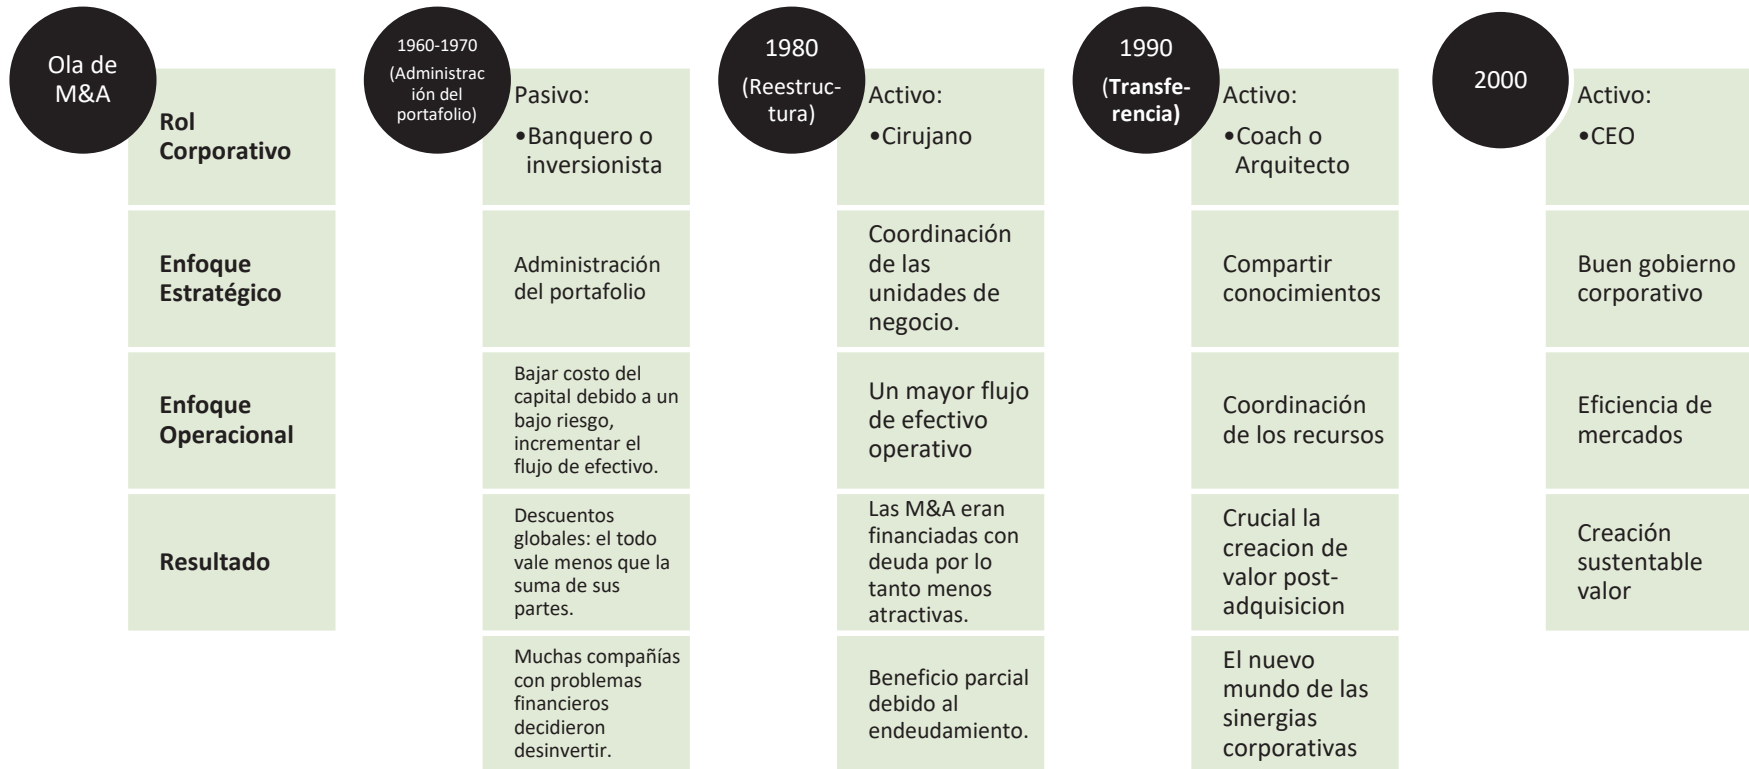 Ola de
M&A
Rol
Corporativo
Enfoque
Estratégico
Enfoque
Operacional
Resultado
1960-1970
(Administrac
ión del
portafolio)
Pasivo:
•Banquero o
inversionista
Administración
del portafolio
Bajar costo del
capital debido a un
bajo riesgo,
incrementar el
flujo de efectivo.
Descuentos
globales: el todo
vale menos que la
suma de sus
partes.
Muchas compañías
con problemas
financieros
decidieron
desinvertir.
1980
(Reestruc-
tura)
Activo:
•Cirujano
Coordinación
de las
unidades de
negocio.
Un mayor flujo
de efectivo
operativo
Las M&A eran
financiadas con
deuda por lo
tanto menos
atractivas.
Beneficio parcial
debido al
endeudamiento.
1990
(Transfe-
rencia)
Activo:
•Coach o
Arquitecto
Compartir
conocimientos
Coordinación
de los recursos
Crucial la
creacion de
valor post-
adquisicion
El nuevo
mundo de las
sinergias
corporativas
2000
Activo:
•CEO
Buen gobierno
corporativo
Eficiencia de
mercados
Creación
sustentable
valor